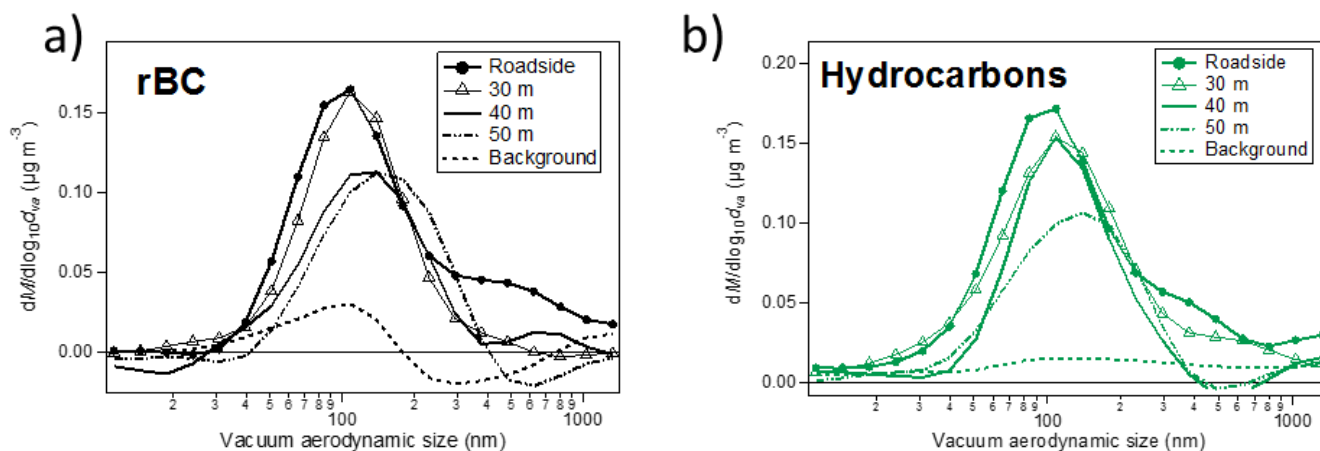 a)
rBC
Roadside
30 m
40 m
50 m
Background
dM/dlog₁₀dva (µg m⁻³)
0.15
0.10
0.05
0.00
2 3 4 5 6 7 8 9 100 2 3 4 5 6 7 8 9 1000
Vacuum aerodynamic size (nm)
b)
Hydrocarbons
Roadside
30 m
40 m
50 m
Background
dM/dlog₁₀dva (µg m⁻³)
0.20
0.15
0.10
0.05
0.00
2 3 4 5 6 7 8 9 100 2 3 4 5 6 7 8 9 1000
Vacuum aerodynamic size (nm)